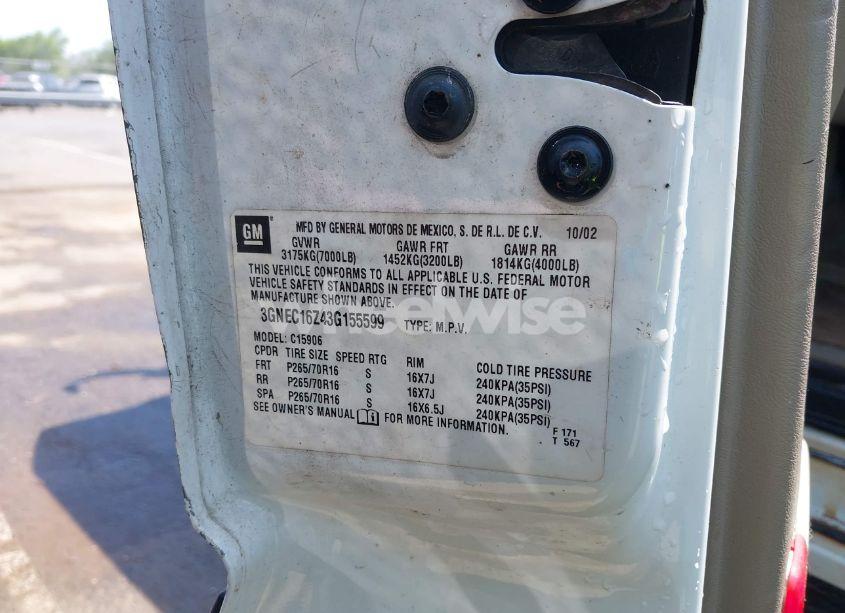 GM
MFD BY GENERAL MOTORS DE MEXICO, S. DE R.L. DE C.V. 10/02
GVWR GAWR FRT GAWR RR
3175KG(7000LB) 1452KG(3200LB) 1814KG(4000LB)
THIS VEHICLE CONFORMS TO ALL APPLICABLE U.S. FEDERAL MOTOR
VEHICLE SAFETY STANDARDS IN EFFECT ON THE DATE OF
MANUFACTURE SHOWN ABOVE.
3GNEC16Z43G155599 TYPE: M.P.V.
wheelwise
MODEL: C15906
CPDR TIRE SIZE SPEED RTG RIM COLD TIRE PRESSURE
FRT P265/70R16 S 16X7J 240KPA(35PSI)
RR P265/70R16 S 16X7J 240KPA(35PSI)
SPA P265/70R16 S 16X6.5J 240KPA(35PSI)
SEE OWNER'S MANUAL FOR MORE INFORMATION.
F 171
T 567